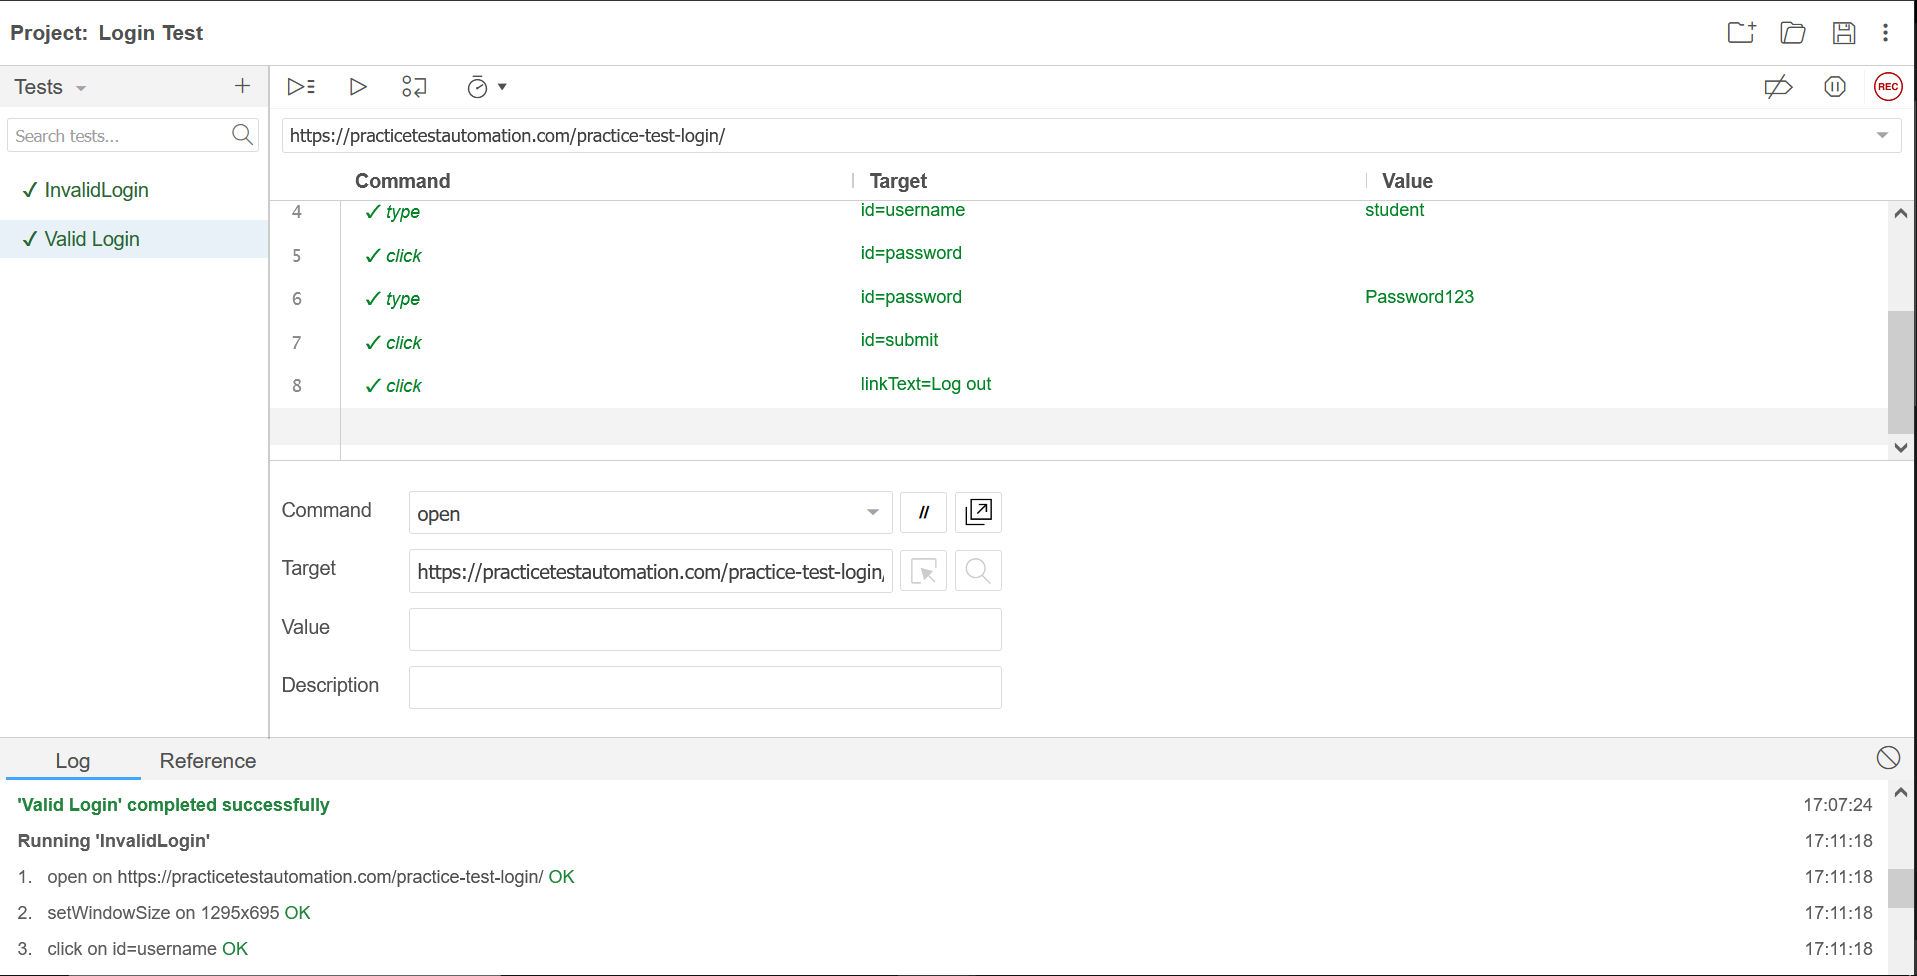 Project: Login Test
Tests
REC
Search tests...
https://practicetestautomation.com/practice-test-login/
Command Target Value
✓ InvalidLogin
✓ Valid Login
4 ✓ type id=username student
5 ✓ click id=password
6 ✓ type id=password Password123
7 ✓ click id=submit
8 ✓ click linkText=Log out
Command open //
Target https://practicetestautomation.com/practice-test-login/
Value
Description
Log Reference
'Valid Login' completed successfully 17:07:24
Running 'InvalidLogin' 17:11:18
1. open on https://practicetestautomation.com/practice-test-login/ OK 17:11:18
2. setWindowSize on 1295x695 OK 17:11:18
3. click on id=username OK 17:11:18